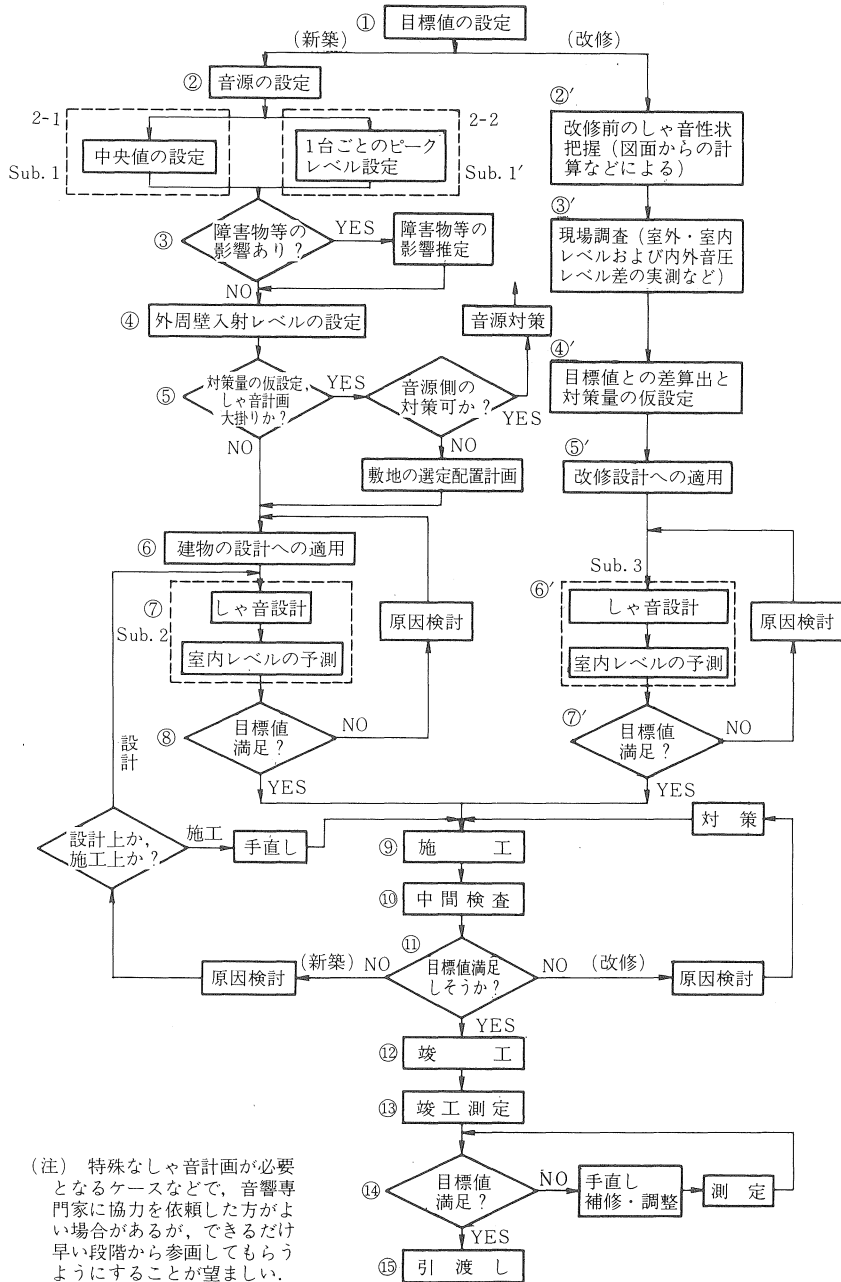 ① 目標値の設定
(新築)
(改修)
② 音源の設定
2-1
中央値の設定
Sub. 1
2-2
1台ごとのピーク
レベル設定
Sub. 1′
③ 障害物等の
影響あり？
YES
障害物等の
影響推定
NO
④ 外周壁入射レベルの設定
⑤ 対策量の仮設定,
しゃ音計画
大掛りか？
YES
音源側の
対策可か？
YES
音源対策
NO
NO
敷地の選定配置計画
⑥ 建物の設計への適用
⑦ しゃ音設計
Sub. 2
室内レベルの予測
原因検討
⑧ 目標値
満足？
NO
YES
②′
改修前のしゃ音性状
把握（図面からの計
算などによる）
③′
現場調査（室外・室内
レベルおよび内外音圧
レベル差の実測など）
④′
目標値との差算出と
対策量の仮設定
⑤′
改修設計への適用
Sub. 3
⑥′ しゃ音設計
室内レベルの予測
原因検討
⑦′ 目標値
満足？
NO
YES
設計
設計上か,
施工上か？
施工
手直し
対　策
⑨ 施　　工
⑩ 中間検査
⑪ 目標値満足
しそうか？
NO
(新築)
原因検討
NO
(改修)
原因検討
YES
⑫ 竣　　工
⑬ 竣工測定
⑭ 目標値
満足？
NO
手直し
補修・調整
測　定
YES
⑮ 引　渡　し
(注)　特殊なしゃ音計画が必要
となるケースなどで，音響専
門家に協力を依頼した方がよ
い場合があるが，できるだけ
早い段階から参画してもらう
ようにすることが望ましい．